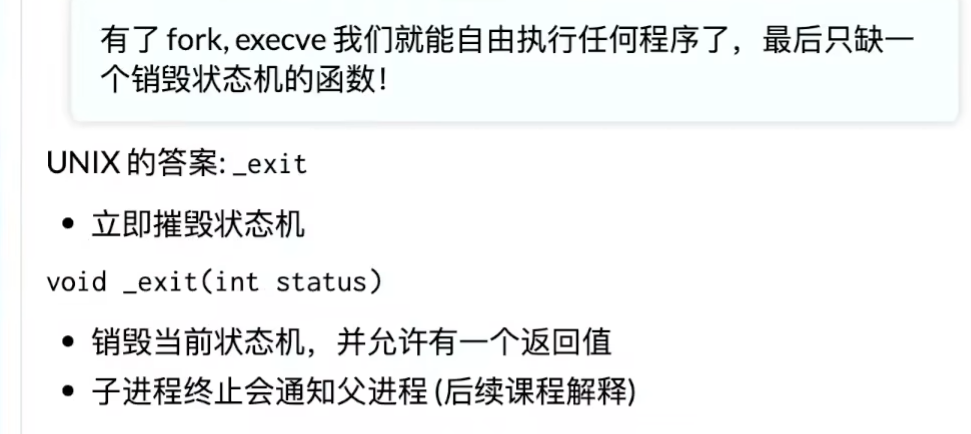 有了 fork, execve 我们就能自由执行任何程序了，最后只缺一
个销毁状态机的函数！
UNIX 的答案: _exit
• 立即摧毁状态机
void _exit(int status)
• 销毁当前状态机，并允许有一个返回值
• 子进程终止会通知父进程 (后续课程解释)